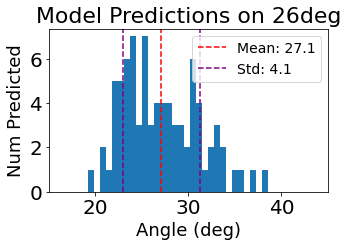 Model Predictions on 26deg
Num Predicted
6
4
2
0
Mean: 27.1
Std: 4.1
20
30
40
Angle (deg)